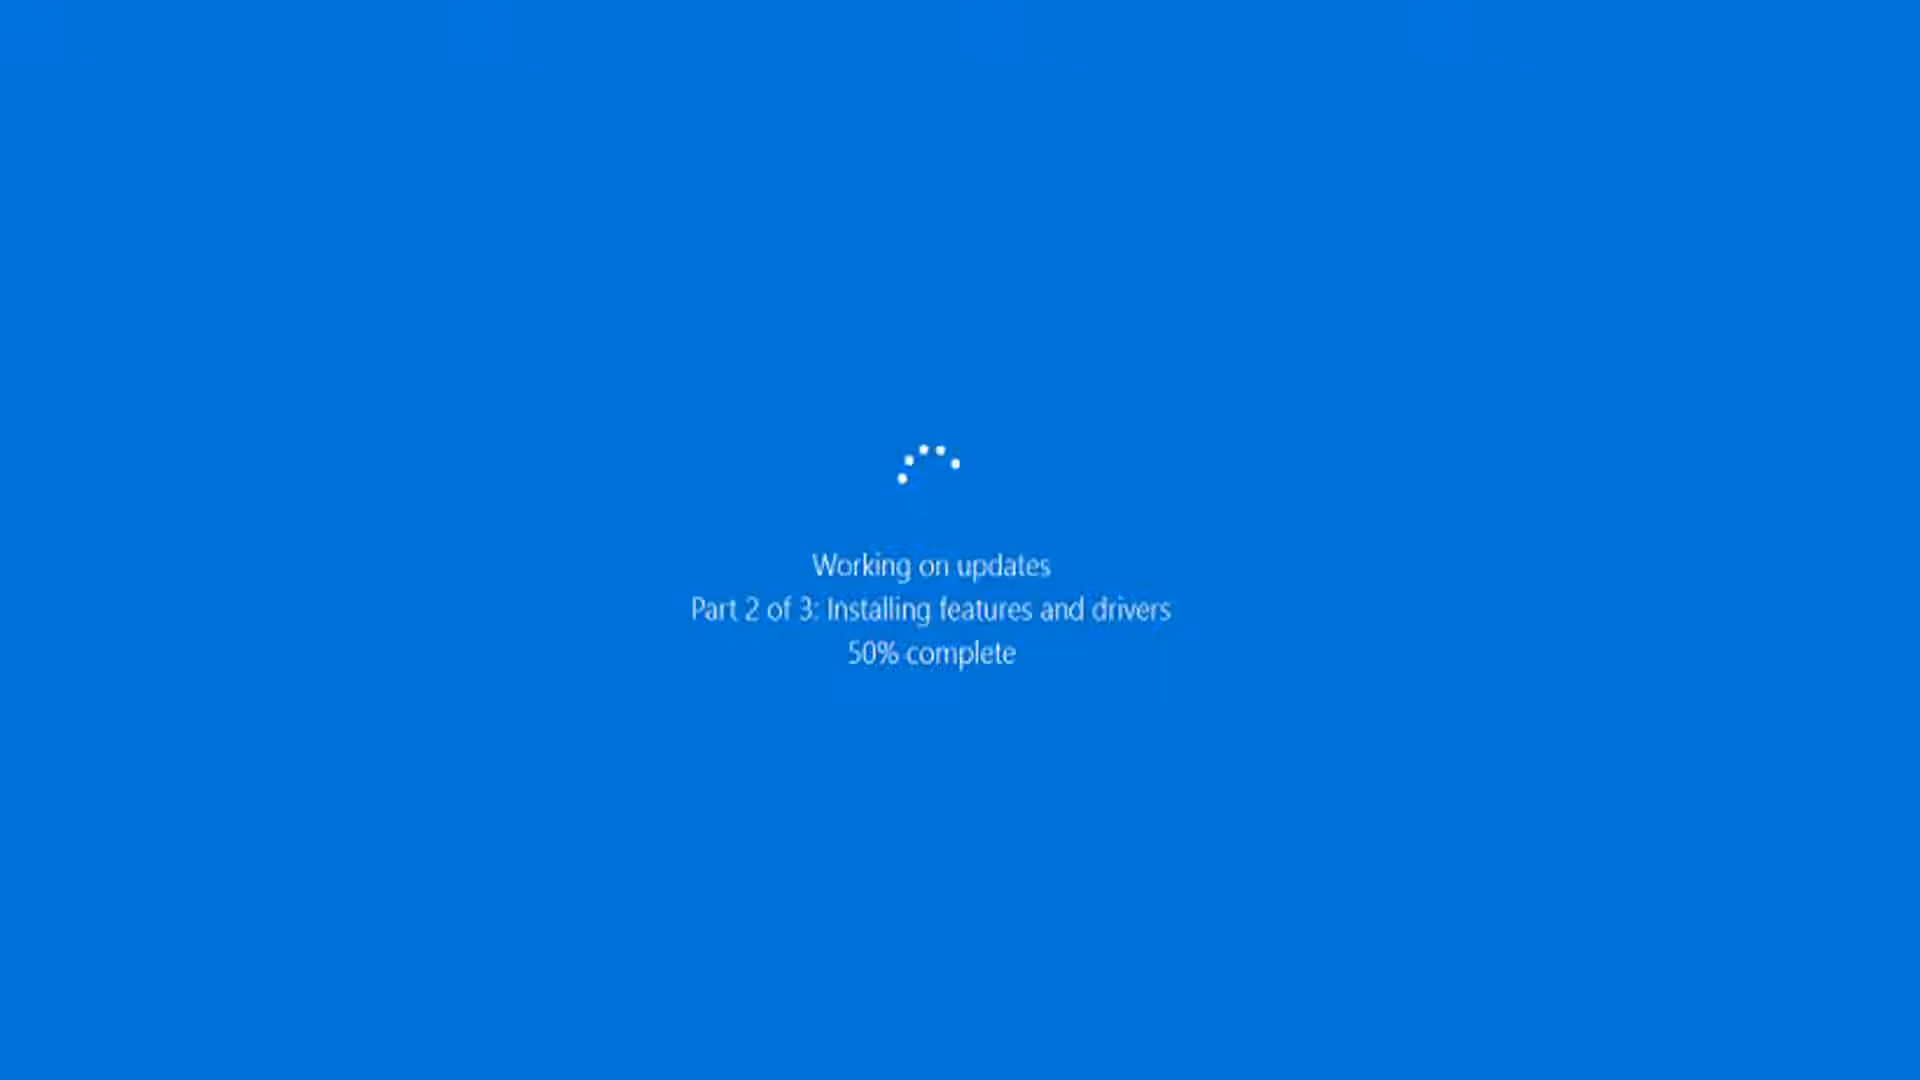 Working on updates
Part 2 of 3: Installing features and drivers
50% complete